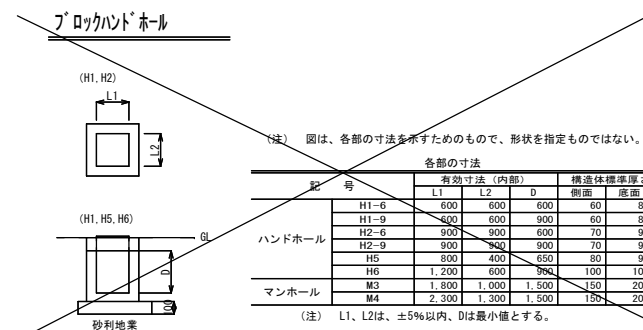 ブロックハンドホール
(H1,H2)
L1
L2
(注) 図は、各部の寸法を示すためのもので、形状を指定ものではない。
各部の寸法
記 号 有効寸法(内部) 構造体標準厚
L1 L2 D 側面 底面
ハンドホール
H1-6 600 600 600 60
H1-9 600 600 900 60
H2-6 900 900 600 70
H2-9 900 900 900 70
H5 800 400 650 80
H6 1,200 600 900 100
マンホール
M3 1,800 1,000 1,500 150
M4 2,300 1,300 1,500 150
(注) L1、L2は、±5%以内、Dは最小値とする。
(H1,H5,H6)
GL
D
100
砂利地業